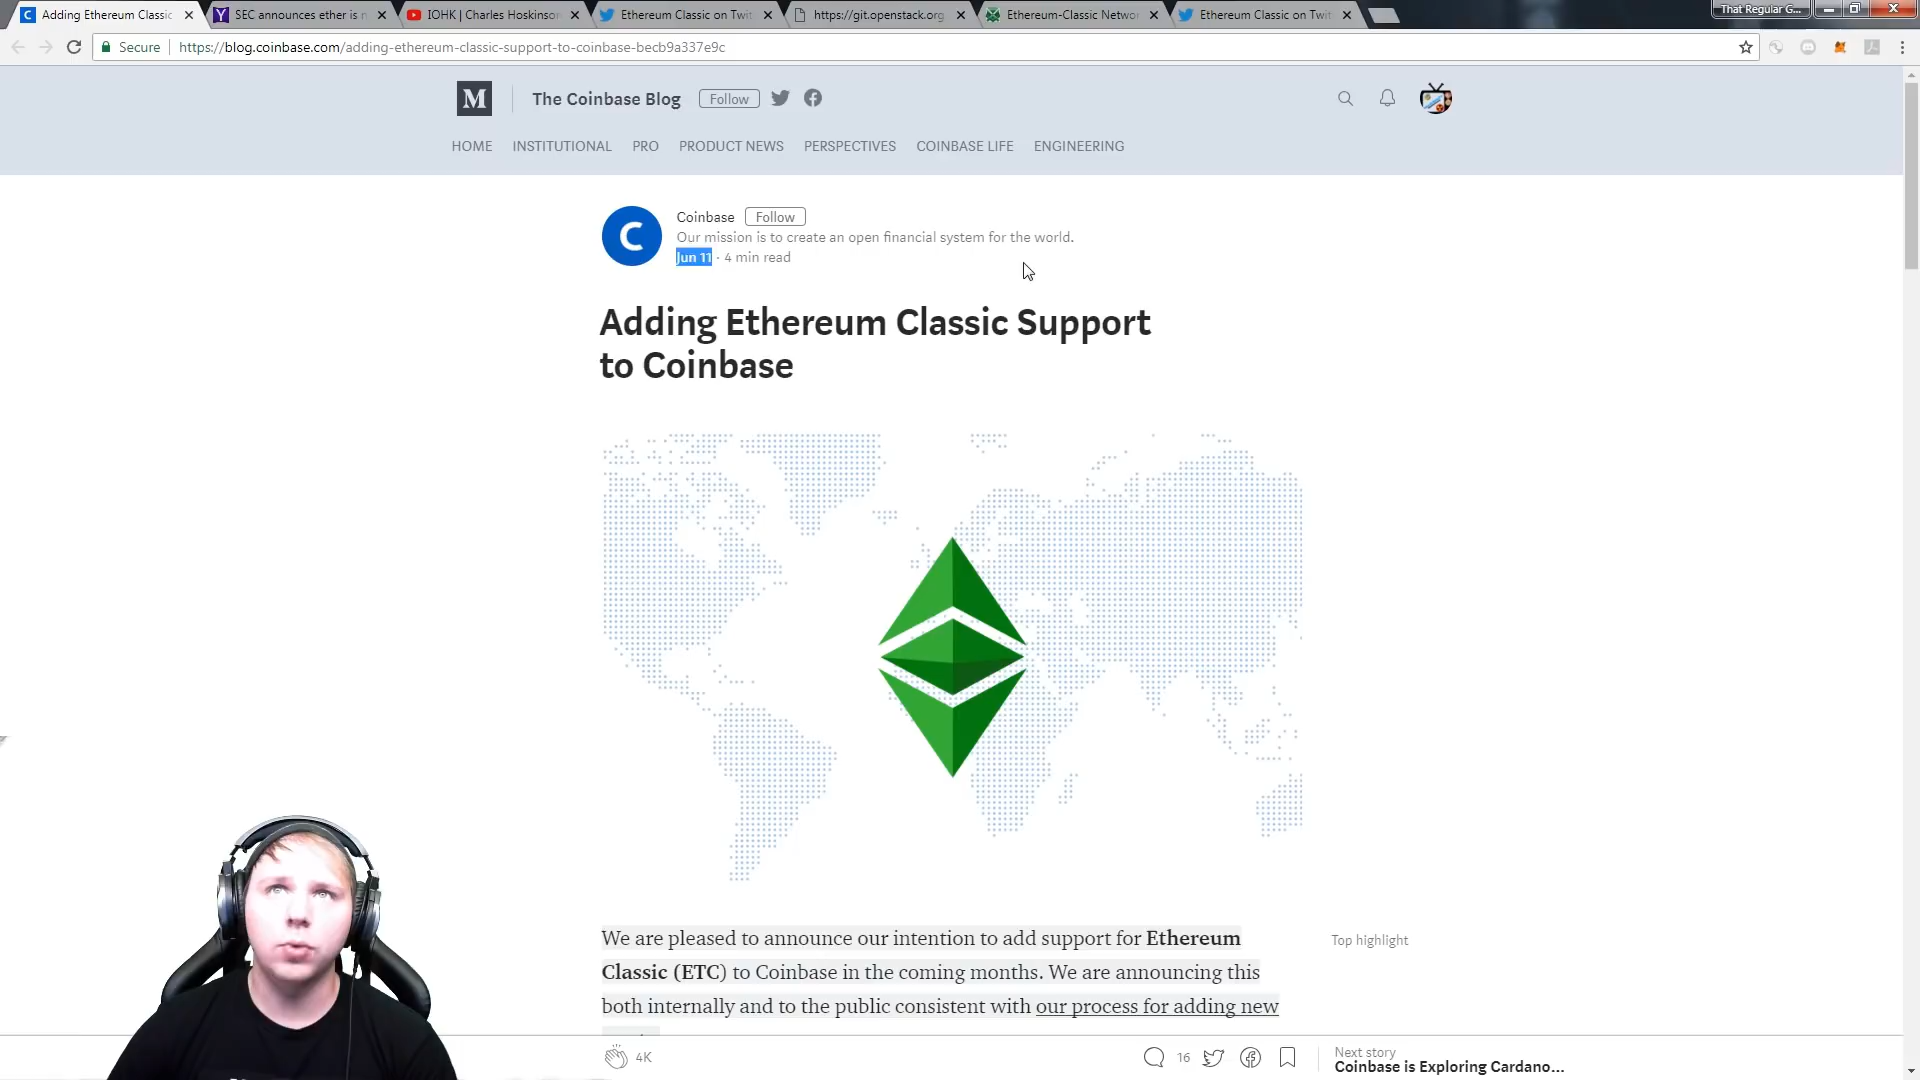 Adding Ethereum Classic
SEC announces ether is n
IOHK | Charles Hoskinson
Ethereum Classic on Twit
https://git.openstack.org
Ethereum-Classic Networ
Ethereum Classic on Twit
That Regular G...
Secure
https://blog.coinbase.com/adding-ethereum-classic-support-to-coinbase-becb9a337e9c
M
The Coinbase Blog
Follow
HOME
INSTITUTIONAL
PRO
PRODUCT NEWS
PERSPECTIVES
COINBASE LIFE
ENGINEERING
Coinbase
Follow
Our mission is to create an open financial system for the world.
Jun 11 · 4 min read
Adding Ethereum Classic Support
to Coinbase
We are pleased to announce our intention to add support for Ethereum
Classic (ETC) to Coinbase in the coming months. We are announcing this
both internally and to the public consistent with our process for adding new
Top highlight
4K
16
Next story
Coinbase is Exploring Cardano...